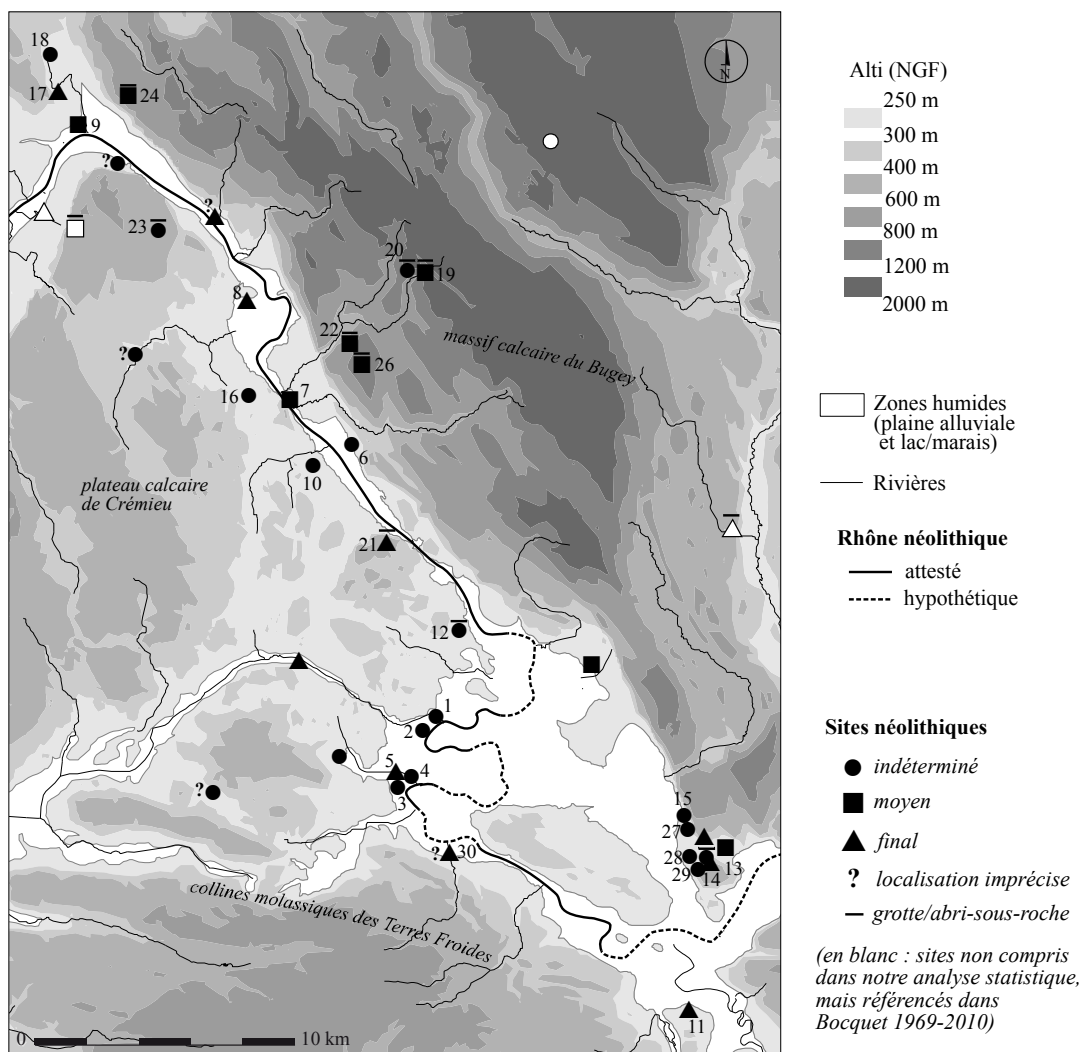 18
17
24
9
N
?
23
?
8
20
19
22
26
massif calcaire du Bugey
?
16
7
6
10
plateau calcaire
de Crémieu
21
12
1
2
5
4
3
?
15
27
28
13
29
14
?
30
collines molassiques des Terres Froides
11
0
10 km
Alti (NGF)
250 m
300 m
400 m
600 m
800 m
1200 m
2000 m
Zones humides
(plaine alluviale
et lac/marais)
Rivières
Rhône néolithique
attesté
hypothétique
Sites néolithiques
indéterminé
moyen
final
? localisation imprécise
grotte/abri-sous-roche
(en blanc : sites non compris
dans notre analyse statistique,
mais référencés dans
Bocquet 1969-2010)